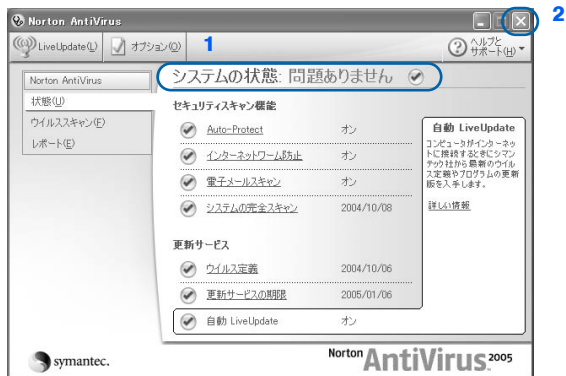 Norton AntiVirus
2
LiveUpdate(L)
オプション(O)
1
ヘルプとサポート(H)
Norton AntiVirus
状態(U)
ウイルススキャン(F)
レポート(E)
システムの状態: 問題ありません
セキュリティスキャン機能
Auto-Protect オン
インターネットワーム防止 オン
電子メールスキャン オン
システムの完全スキャン 2004/10/08
更新サービス
ウイルス定義 2004/10/06
更新サービスの期限 2005/01/06
自動 LiveUpdate オン
自動 LiveUpdate
コンピュータがインターネッ
トに接続するときにシマン
テック社から最新のウイル
ス定義やプログラムの更新
版を入手します。
詳しい情報
symantec.
Norton AntiVirus 2005